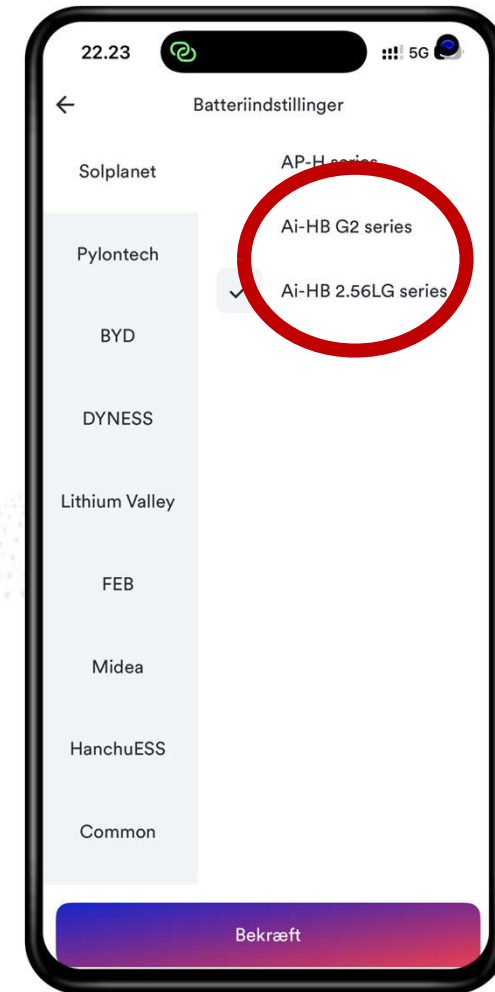 22.23
5G
Batteriindstillinger
Solplanet
Pylontech
BYD
DYNESS
Lithium Valley
FEB
Midea
HanchuESS
Common
AP-H series
Ai-HB G2 series
Ai-HB 2.56LG series
Bekræft